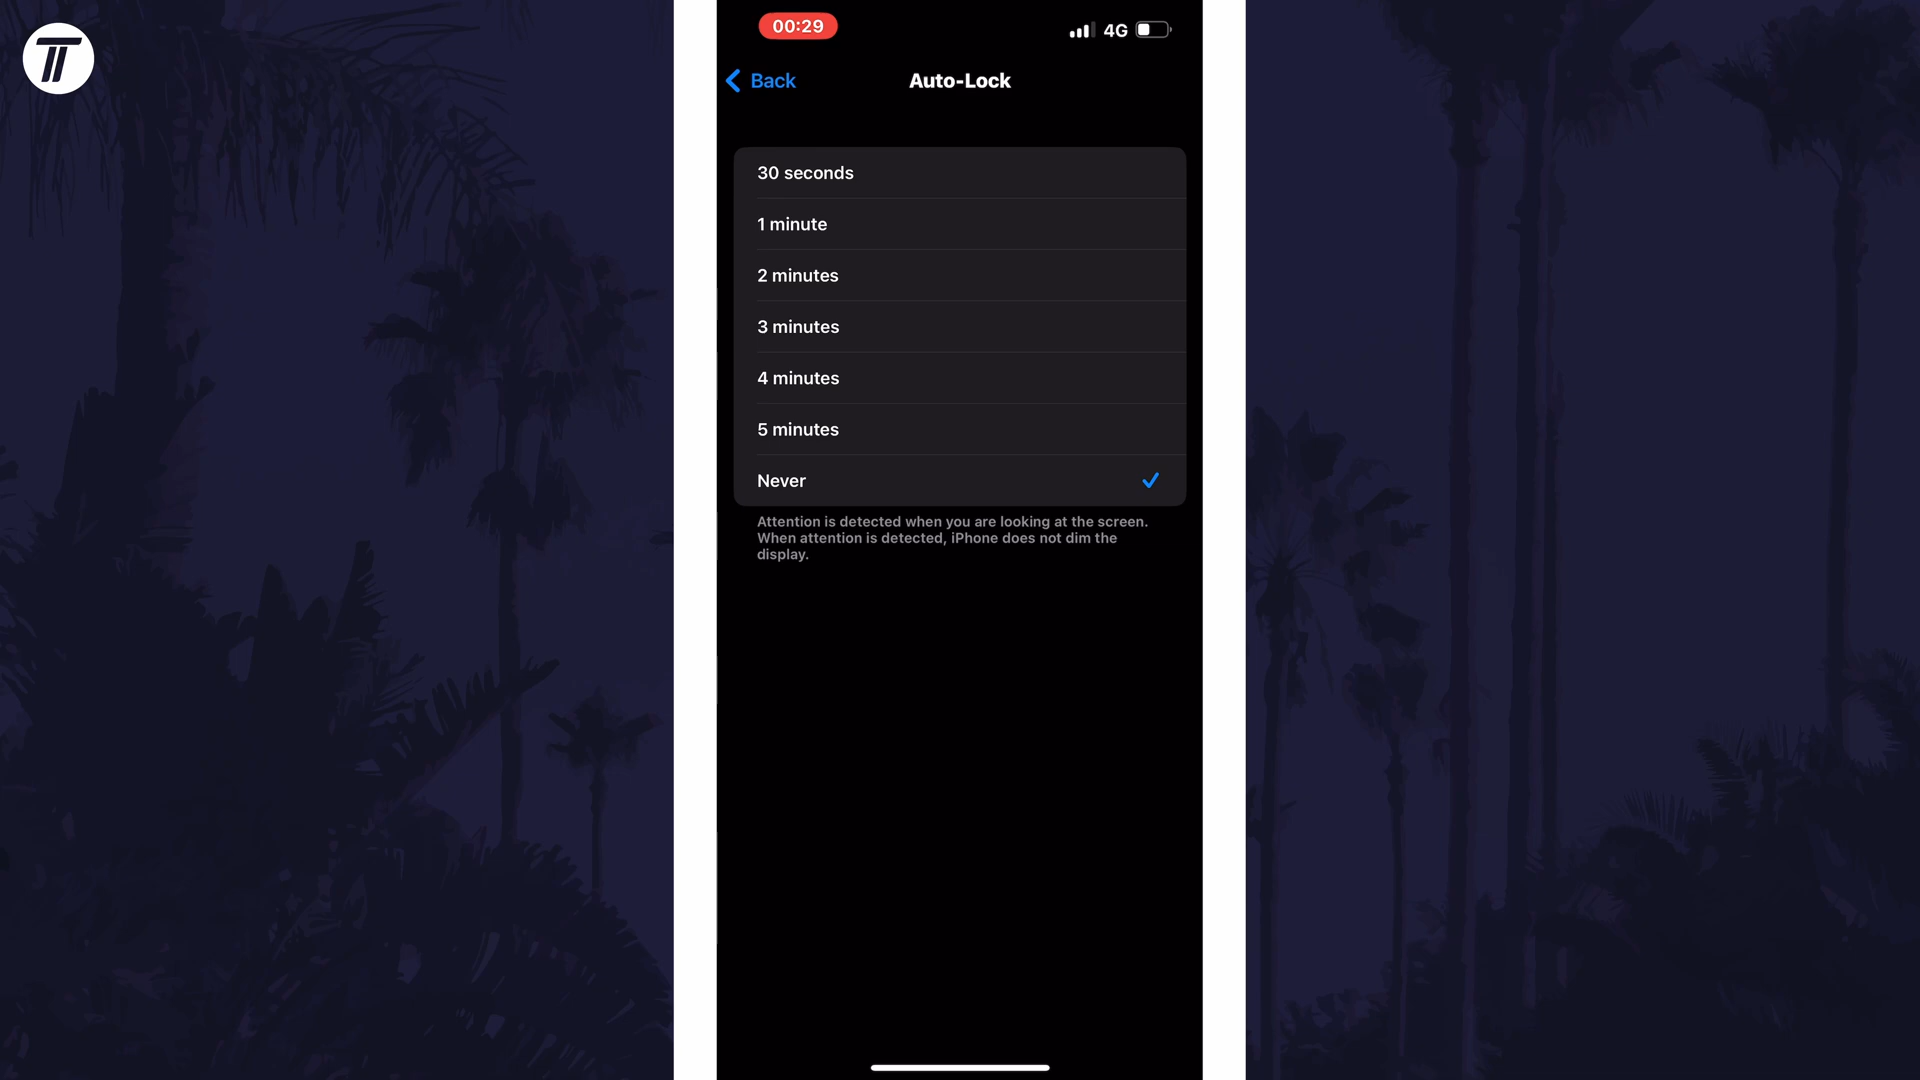 00:29
4G
Back
Auto-Lock
30 seconds
1 minute
2 minutes
3 minutes
4 minutes
5 minutes
Never
Attention is detected when you are looking at the screen.
When attention is detected, iPhone does not dim the
display.